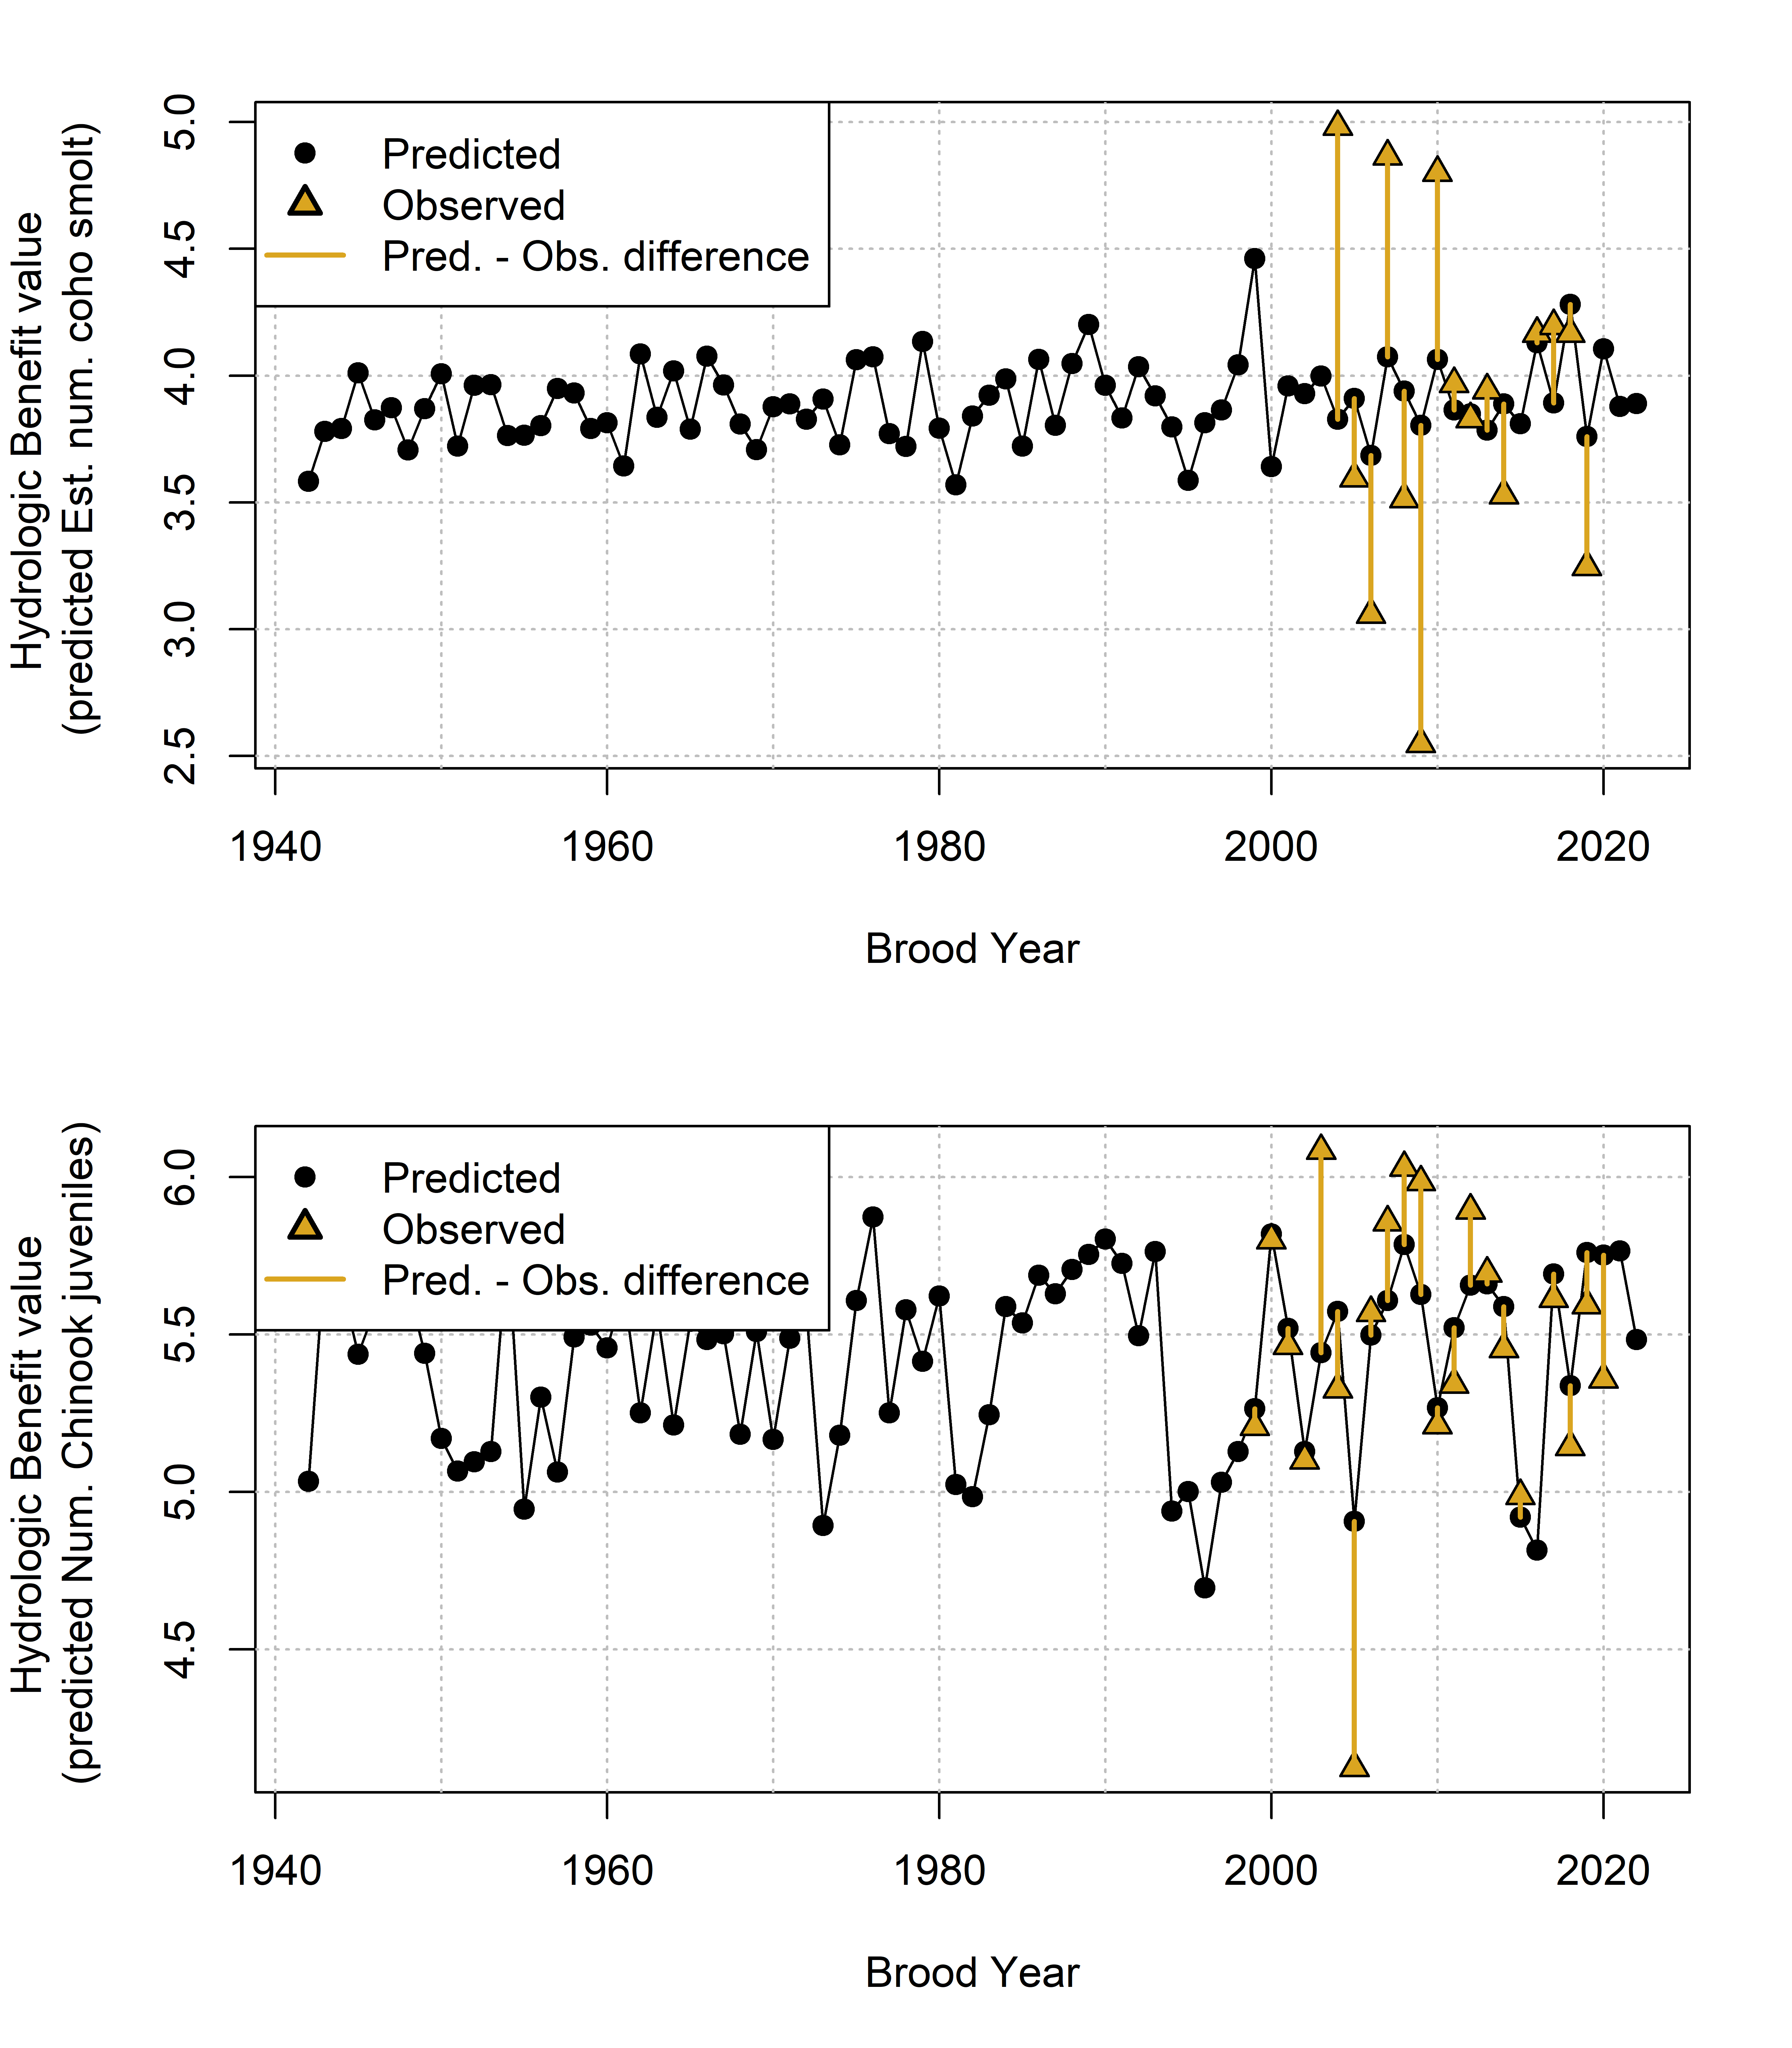 Hydrologic Benefit value
(predicted Est. num. coho smolt)
5.0
4.5
4.0
3.5
3.0
2.5
Predicted
Observed
Pred. - Obs. difference
1940
1960
1980
2000
2020
Brood Year
Hydrologic Benefit value
(predicted Num. Chinook juveniles)
6.0
5.5
5.0
4.5
Predicted
Observed
Pred. - Obs. difference
1940
1960
1980
2000
2020
Brood Year